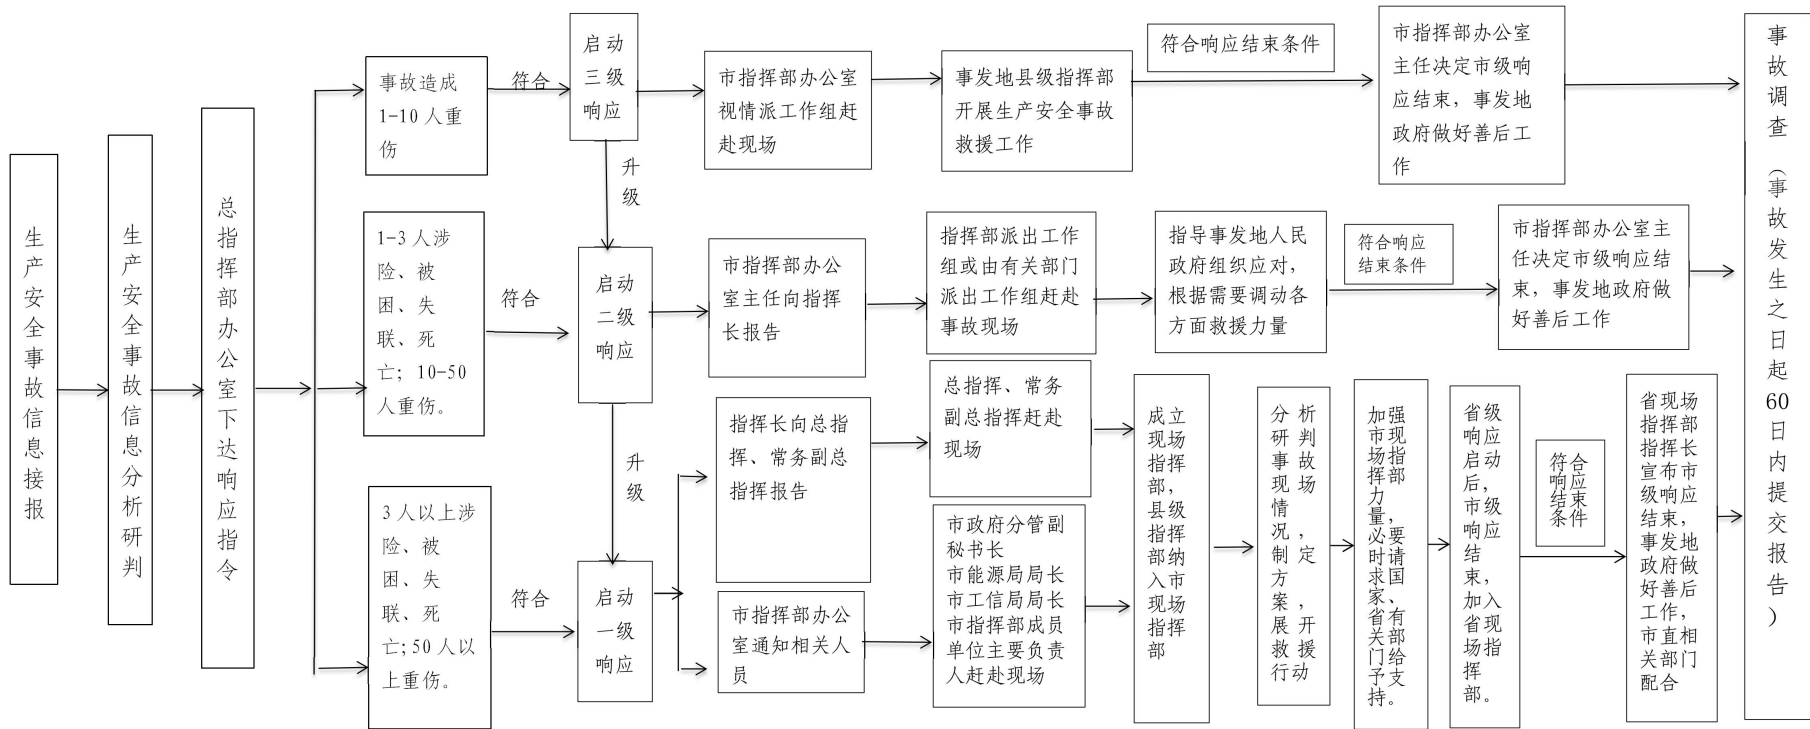 生产安全事故信息接报
生产安全事故信息分析研判
总指挥部办公室下达响应指令
事故造成
1-10 人重
伤
符合
启动
三级
响应
市指挥部办公室
视情派工作组赶
赴现场
事发地县级指挥部
开展生产安全事故
救援工作
符合响应结束条件
市指挥部办公室
主任决定市级响
应结束，事发地
政府做好善后工
作
升
级
1-3 人涉
险、被
困、失
联、死
亡；10-50
人重伤。
符合
启动
二级
响应
市指挥部办公
室主任向指挥
长报告
指挥部派出工作
组或由有关部门
派出工作组赶赴
事故现场
指导事发地人民
政府组织应对，
根据需要调动各
方面救援力量
符合响应
结束条件
市指挥部办公室主
任决定市级响应结
束，事发地政府做
好善后工作
升
级
3 人以上涉
险、被
困、失
联、死
亡;50 人以
上重伤。
符合
启动
一级
响应
指挥长向总指
挥、常务副总
指挥报告
总指挥、常务
副总指挥赶赴
现场
市指挥部办公
室通知相关人
员
市政府分管副
秘书长
市能源局局长
市工信局局长
市指挥部成员
单位主要负责
人赶赴现场
成立
现场
指挥
部，
县级
指挥
部纳
入市
现场
指挥
部
分析
研判
事故
现场
情况，
制定
方案，
展开
救援
行动
加强
市现
场指
挥部
力量，
必要
时请
求国
家、
省有
关部
门给
予支
持。
省级
响应
启动
后，
市级
响应
结束，
加入
省现
场指
挥部。
符合
响应
结束
条件
省现场
指挥部
指挥长
宣布市
级响应
结束，
事发地
政府做
好善后
工作，
市直相
关部门
配合
事故调查（事故发生之日起60日内提交报告）